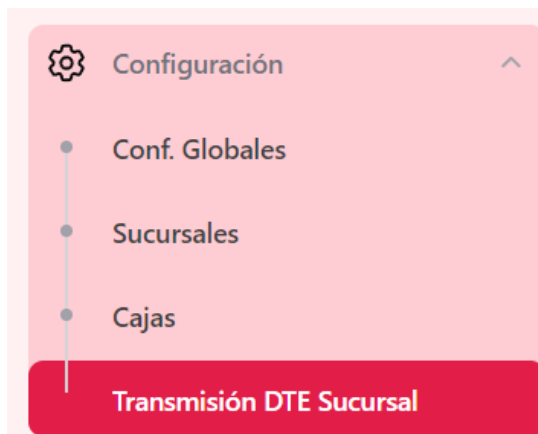 Configuración
Conf. Globales
Sucursales
Cajas
Transmisión DTE Sucursal